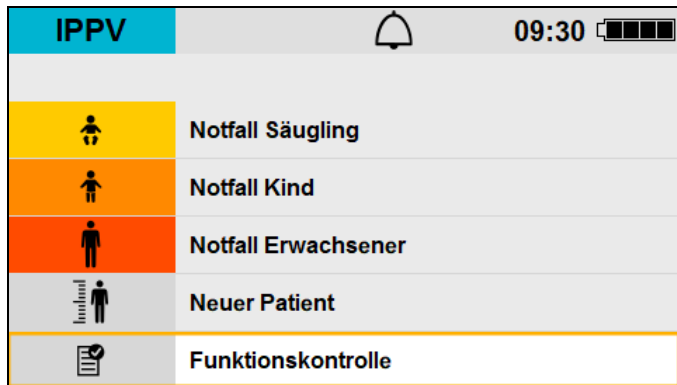 IPPV 09:30
Notfall Säugling
Notfall Kind
Notfall Erwachsener
Neuer Patient
Funktionskontrolle